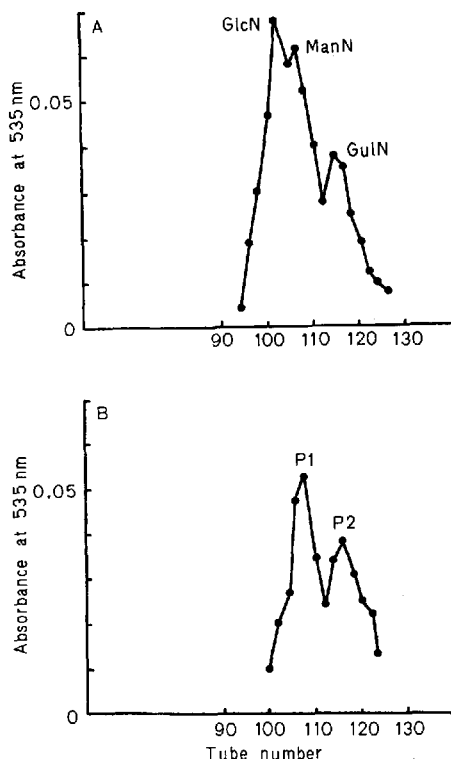 A
GlcN
ManN
GulN
Absorbance at 535 nm
0.05
0
90 100 110 120 130
B
P1
P2
Absorbance at 535 nm
0.05
0
90 100 110 120 130
Tube number